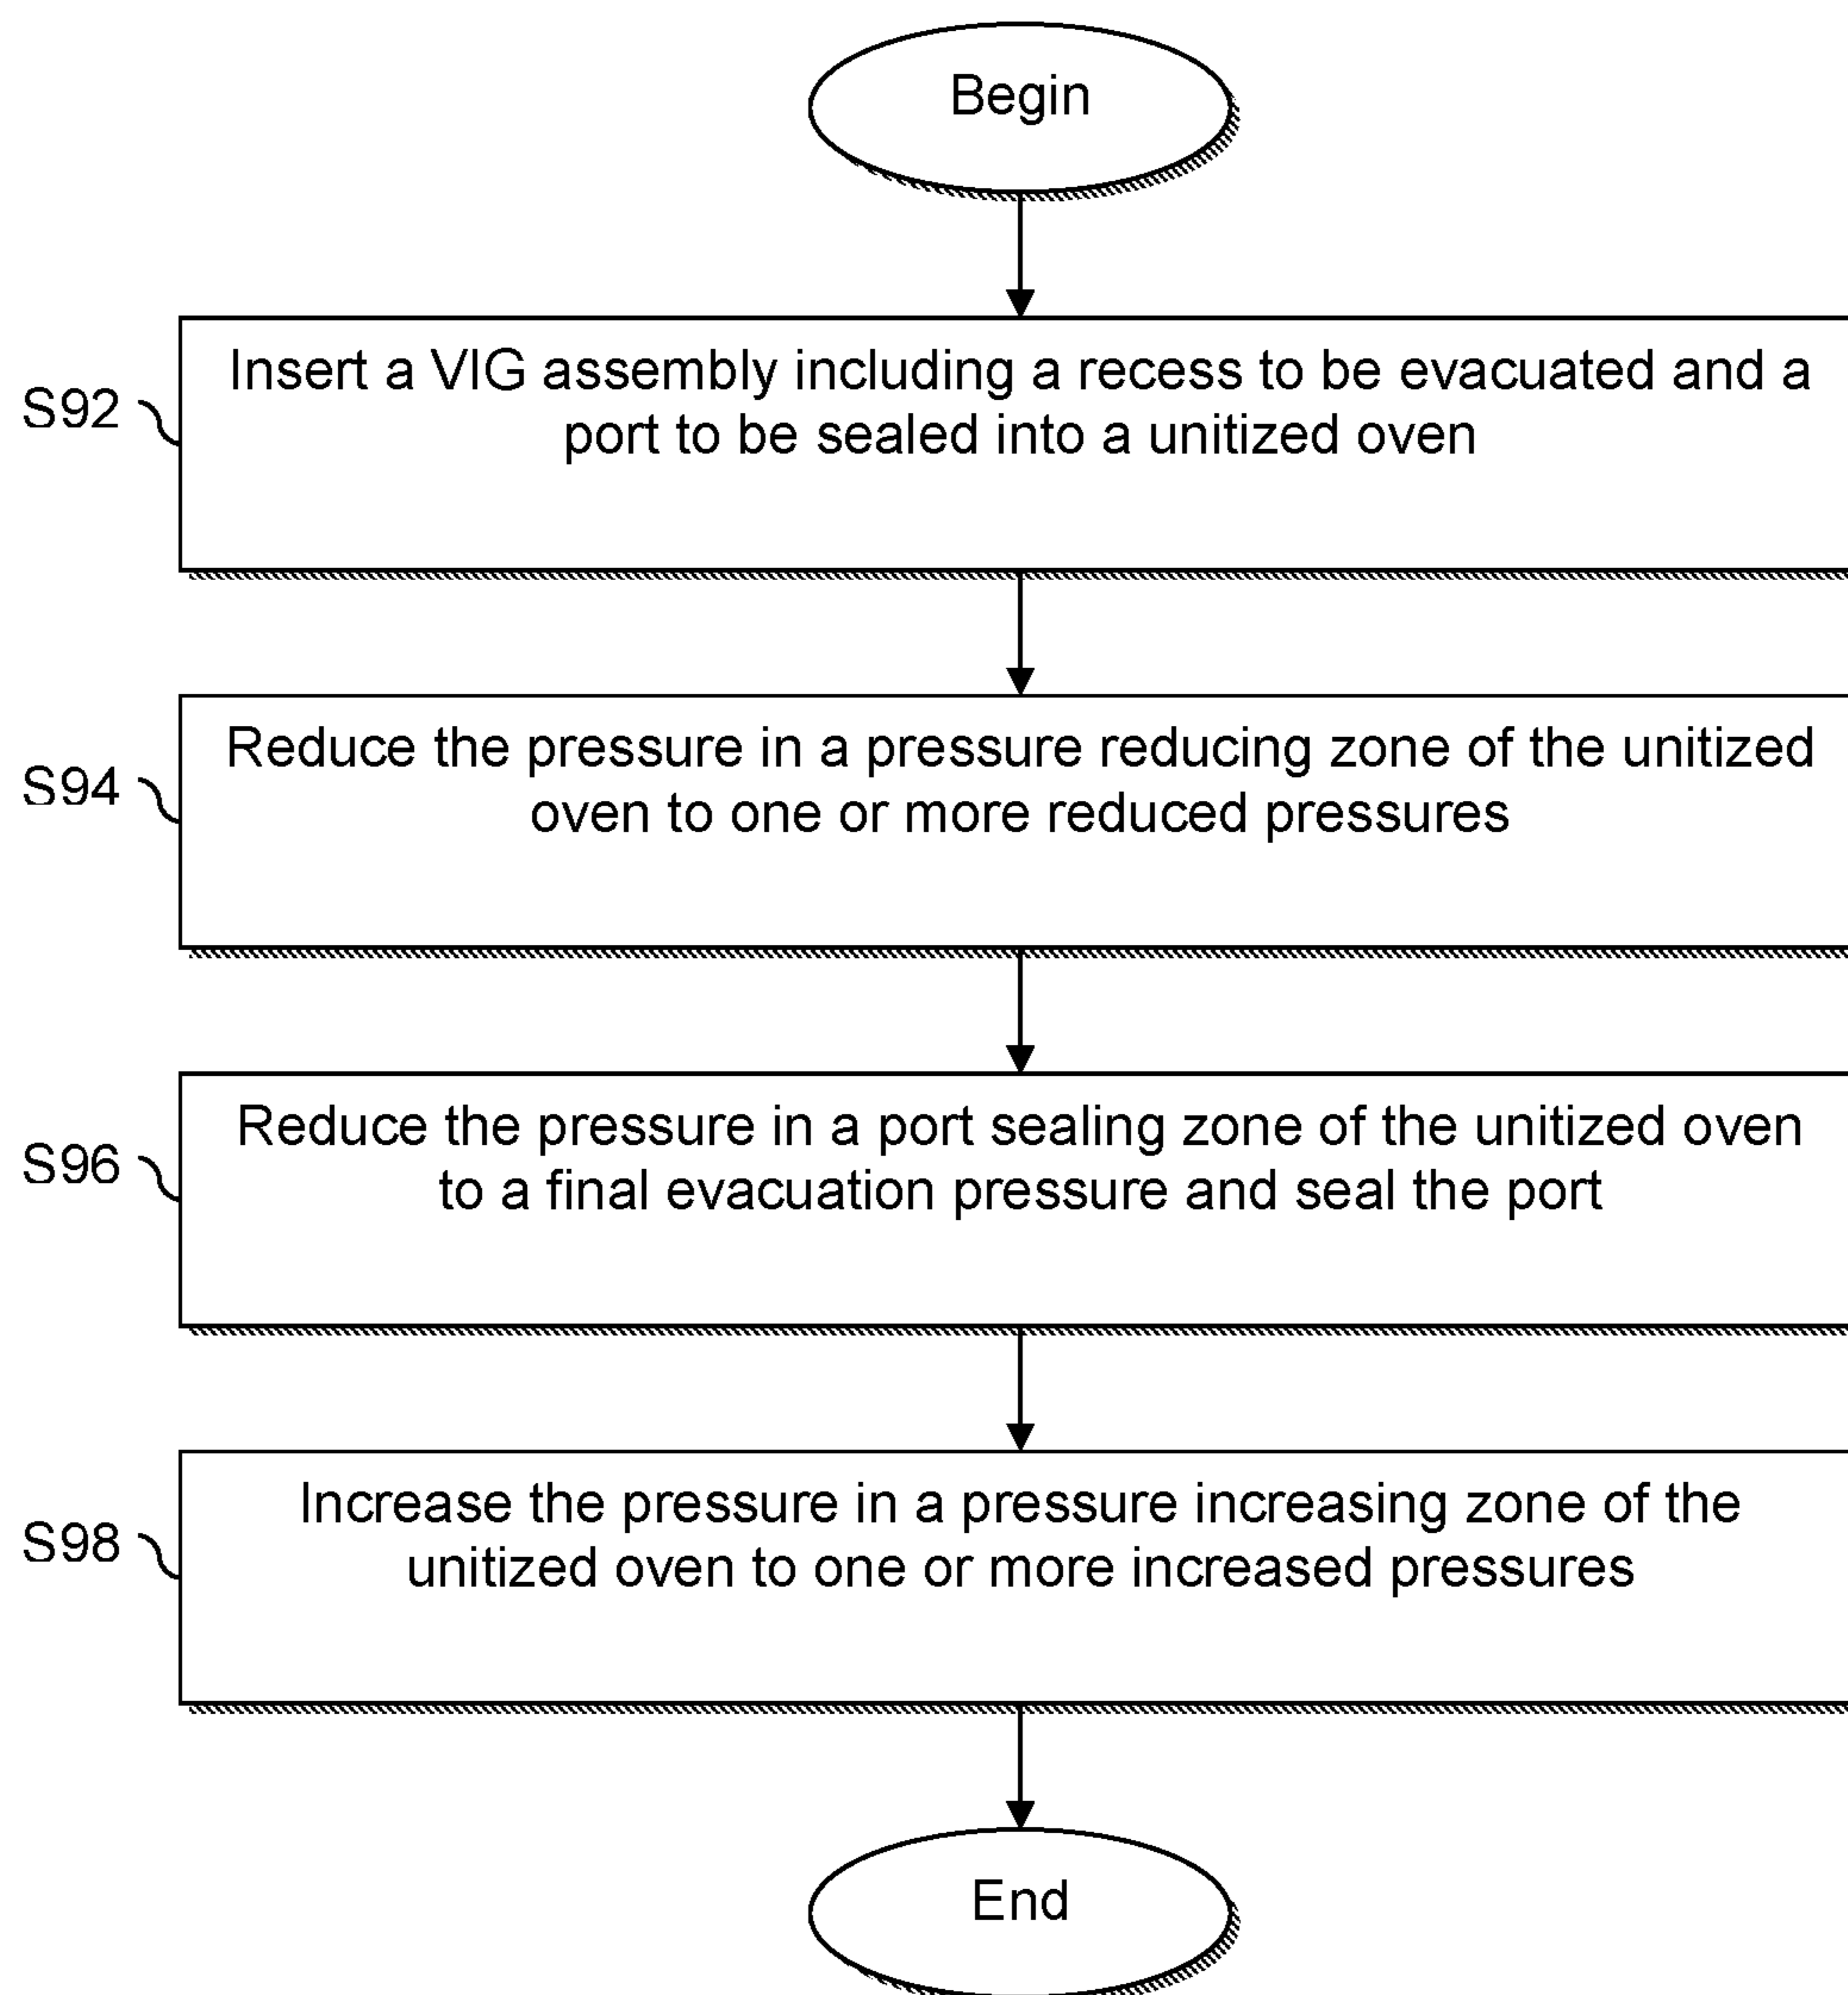 Begin
S92
Insert a VIG assembly including a recess to be evacuated and a
port to be sealed into a unitized oven
S94
Reduce the pressure in a pressure reducing zone of the unitized
oven to one or more reduced pressures
S96
Reduce the pressure in a port sealing zone of the unitized oven
to a final evacuation pressure and seal the port
S98
Increase the pressure in a pressure increasing zone of the
unitized oven to one or more increased pressures
End